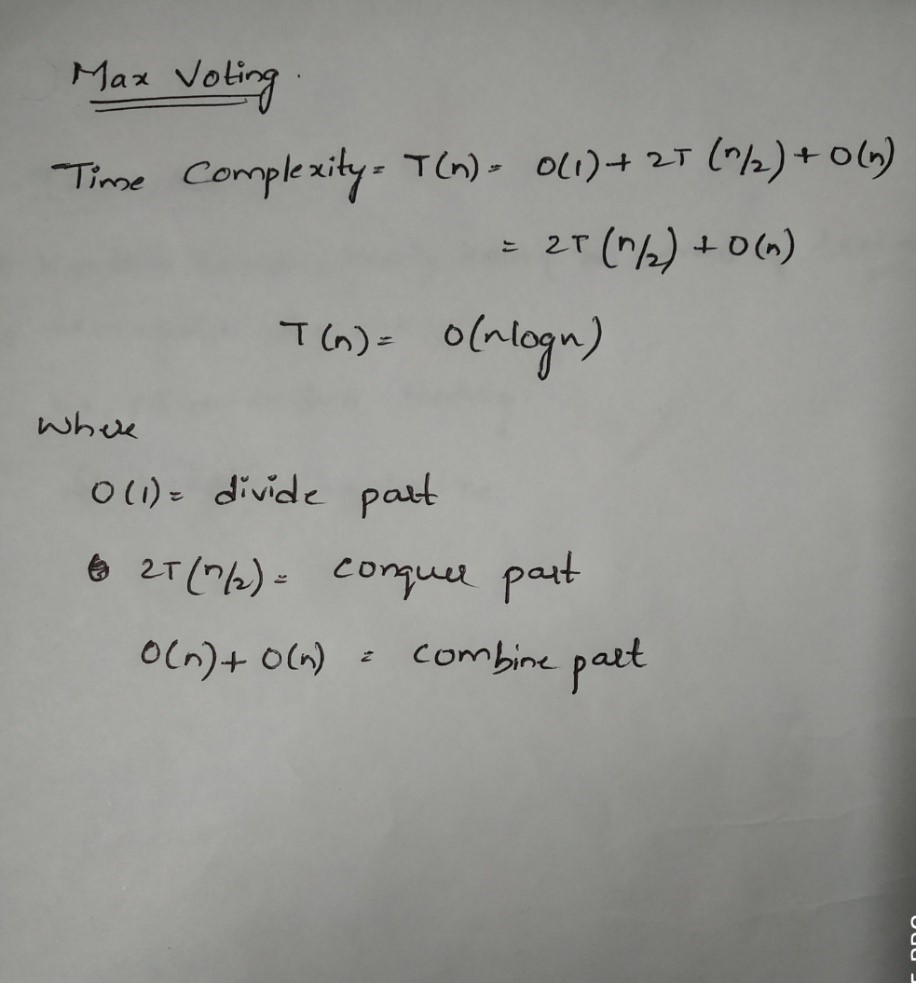 Max Voting.
Time Complexity = T(n) = O(1) + 2T (n/2) + O(n)
= 2T (n/2) + O(n)
T(n) = O(nlogn)
where
O(1) = divide part
2T(n/2) = conquer part
O(n) + O(n) = combine part